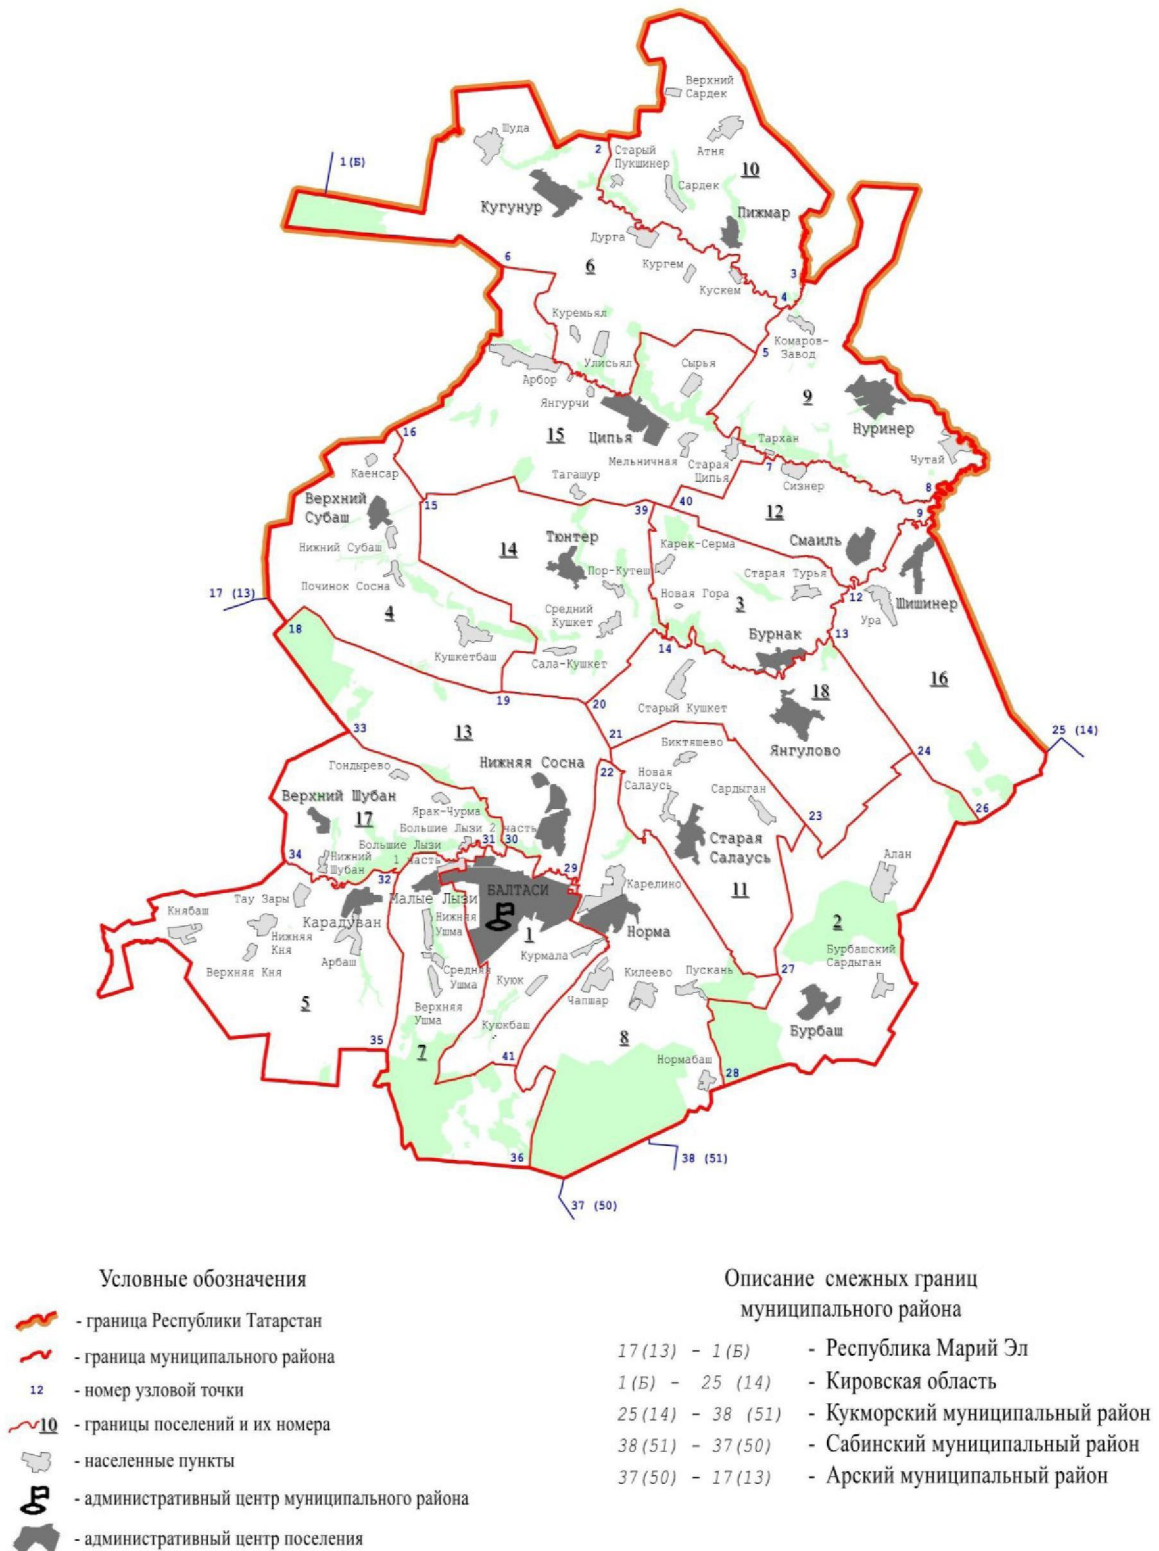 Верхний
Сардек
Шуда
Атня
2
Старый
Пукшинер
10
1 (Б)
Сардек
Кугунур
Пижмар
Дурга
6
6
Кургем
3
Кускем
4
Куремьял
Комаров-
Завод
5
Улисьял
Сырья
Арбор
9
Янгурчи
Нуринер
16
15
Ципья
Тархан
Чутай
Мельничная
Старая
Ципья
7
Каенсар
Тагашур
Сизнер
8
Верхний
Субаш
15
39
40
12
9
Нижний Субаш
14
Тюнтер
Карек-Серма
Смаиль
Починок Сосна
Пор-Кутеш
Старая Турья
17 (13)
Новая Гора
3
12
Шишинер
4
Средний
Кушкет
Ура
18
Бурнак
13
Кушкетбаш
14
Сала-Кушкет
18
16
19
20
Старый Кушкет
33
13
21
Биктяшево
Янгулово
24
25 (14)
Нижняя Сосна
Гондырево
22
Новая
Салаусь
Сардыган
Верхний Шубан
26
Ярак-Чурма
23
17
Большие Лызи 2 часть
Старая
Салаусь
Большие Лызи
1 часть
31
30
34
Нижний
Шубан
29
Алан
32
Карелино
11
Малые Лызи
БАЛТАСИ
Тау Зары
Княбаш
Карадуван
Нижняя
Ушма
2
1
Норма
Нижняя
Кня
Бурбашский
Сардыган
Арбаш
Курмала
Верхняя Кня
Средняя
Ушма
Куюк
Килеево
Пускань
27
5
Верхняя
Ушма
Чапшар
Куюкбаш
Бурбаш
35
7
8
41
Нормабаш
28
36
38 (51)
37 (50)
Условные обозначения
- граница Республики Татарстан
- граница муниципального района
12 - номер узловой точки
10 - границы поселений и их номера
- населенные пункты
- административный центр муниципального района
- административный центр поселения
Описание смежных границ
муниципального района
17(13) - 1(Б) - Республика Марий Эл
1(Б) - 25 (14) - Кировская область
25(14) - 38 (51) - Кукморский муниципальный район
38(51) - 37(50) - Сабинский муниципальный район
37(50) - 17(13) - Арский муниципальный район